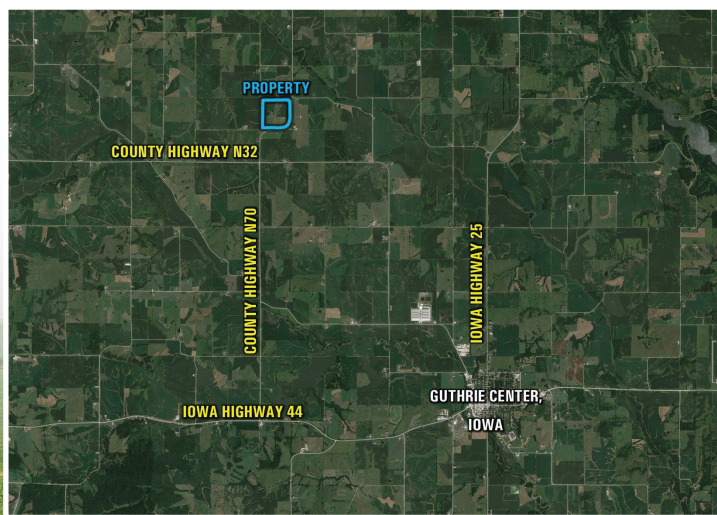 PROPERTY
COUNTY HIGHWAY N32
COUNTY HIGHWAY N70
IOWA HIGHWAY 25
GUTHRIE CENTER,
IOWA
IOWA HIGHWAY 44